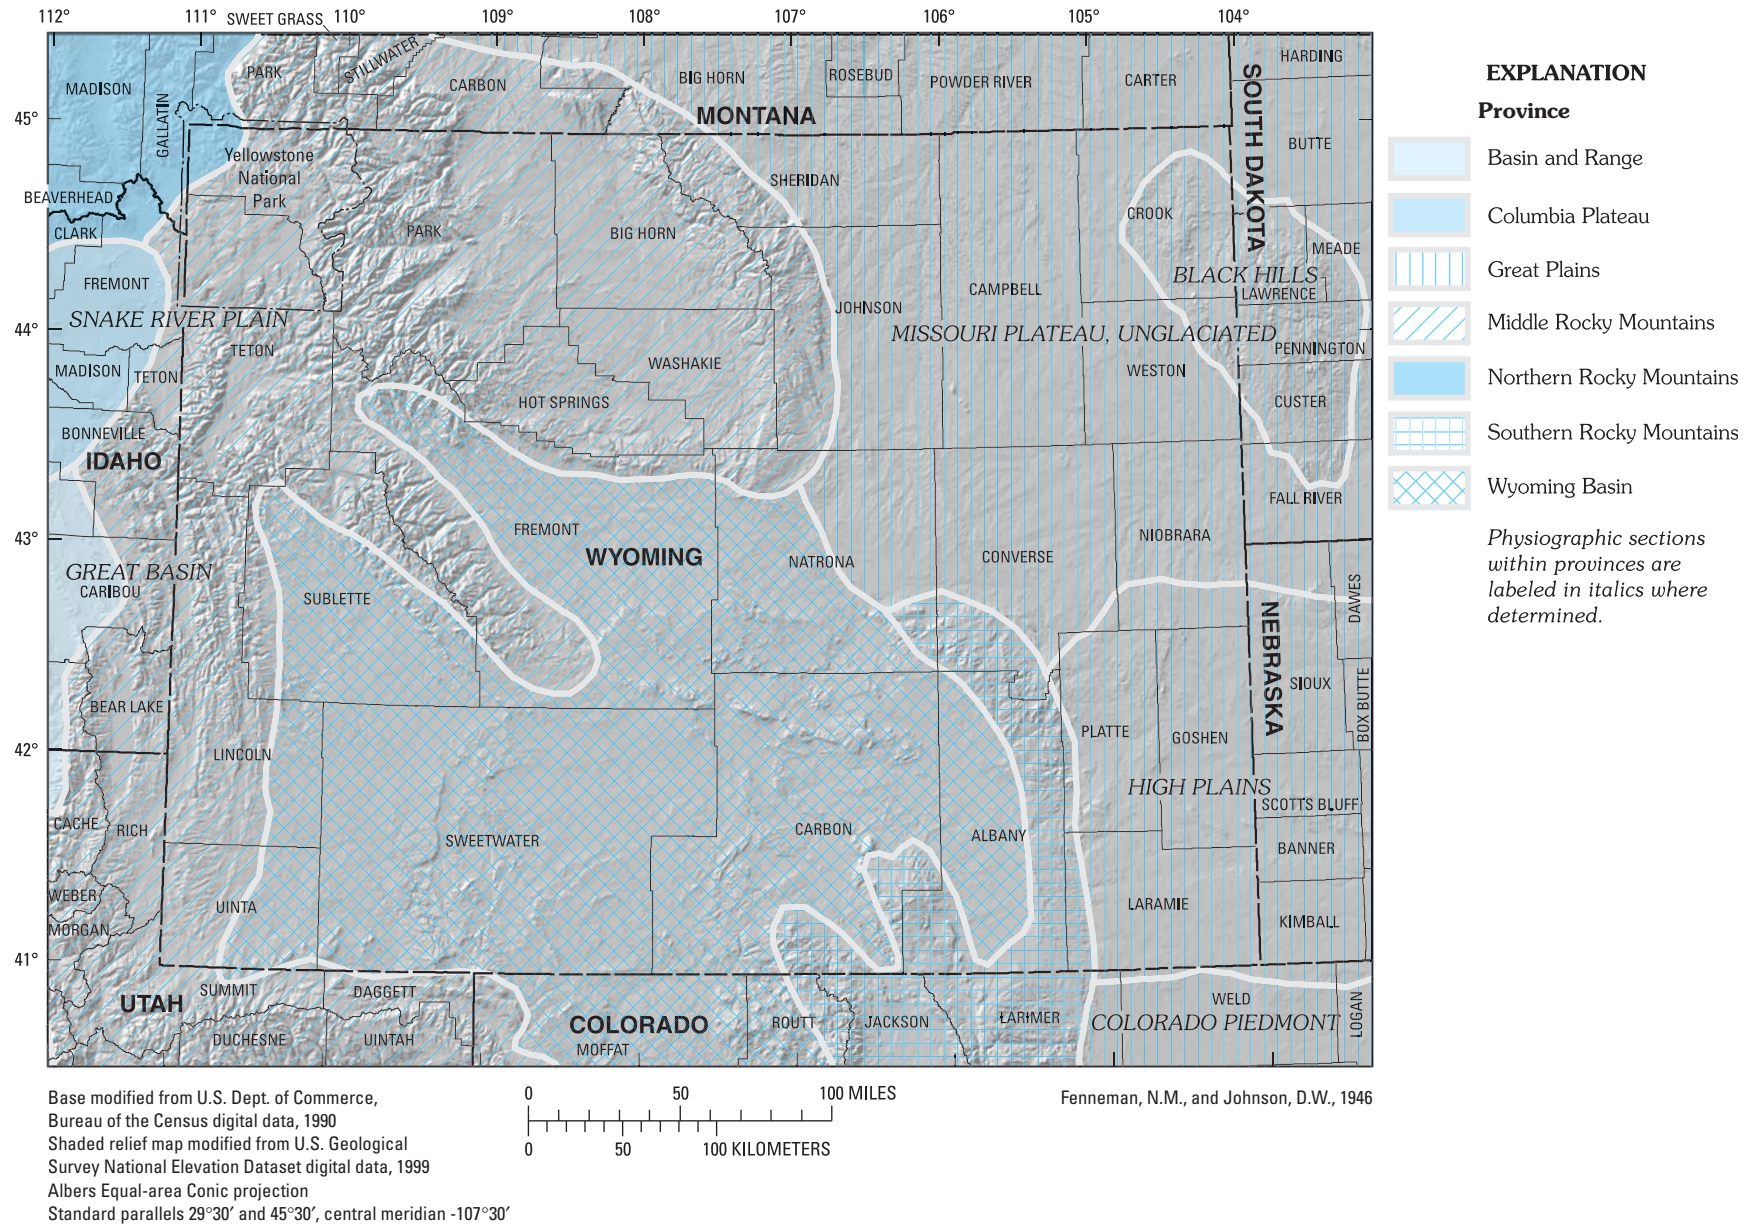 112°
111°
110°
109°
108°
107°
106°
105°
104°
SWEET GRASS
45°
44°
43°
42°
41°
MADISON
GALLATIN
PARK
STILLWATER
CARBON
BIG HORN
ROSEBUD
POWDER RIVER
CARTER
HARDING
MONTANA
SOUTH DAKOTA
BUTTE
Yellowstone
National
Park
BEAVERHEAD
CLARK
SHERIDAN
CROOK
PARK
BIG HORN
MEADE
BLACK HILLS
LAWRENCE
FREMONT
SNAKE RIVER PLAIN
JOHNSON
CAMPBELL
MISSOURI PLATEAU, UNGLACIATED
TETON
PENNINGTON
MADISON
TETON
WASHAKIE
WESTON
HOT SPRINGS
CUSTER
BONNEVILLE
IDAHO
FALL RIVER
FREMONT
WYOMING
NATRONA
CONVERSE
NIOBRARA
GREAT BASIN
CARIBOU
SUBLETTE
DAWES
NEBRASKA
SIOUX
BOX BUTTE
BEAR LAKE
LINCOLN
PLATTE
GOSHEN
HIGH PLAINS
SCOTTS BLUFF
CACHE
RICH
SWEETWATER
CARBON
ALBANY
BANNER
WEBER
UINTA
LARAMIE
MORGAN
KIMBALL
UTAH
SUMMIT
DAGGETT
WELD
LOGAN
COLORADO
ROUTT
JACKSON
LARIMER
COLORADO PIEDMONT
DUCHESNE
UINTAH
MOFFAT
EXPLANATION
Province
Basin and Range
Columbia Plateau
Great Plains
Middle Rocky Mountains
Northern Rocky Mountains
Southern Rocky Mountains
Wyoming Basin
Physiographic sections
within provinces are
labeled in italics where
determined.
Base modified from U.S. Dept. of Commerce,
Bureau of the Census digital data, 1990
Shaded relief map modified from U.S. Geological
Survey National Elevation Dataset digital data, 1999
Albers Equal-area Conic projection
Standard parallels 29°30′ and 45°30′, central meridian -107°30′
0 50 100 MILES
0 50 100 KILOMETERS
Fenneman, N.M., and Johnson, D.W., 1946